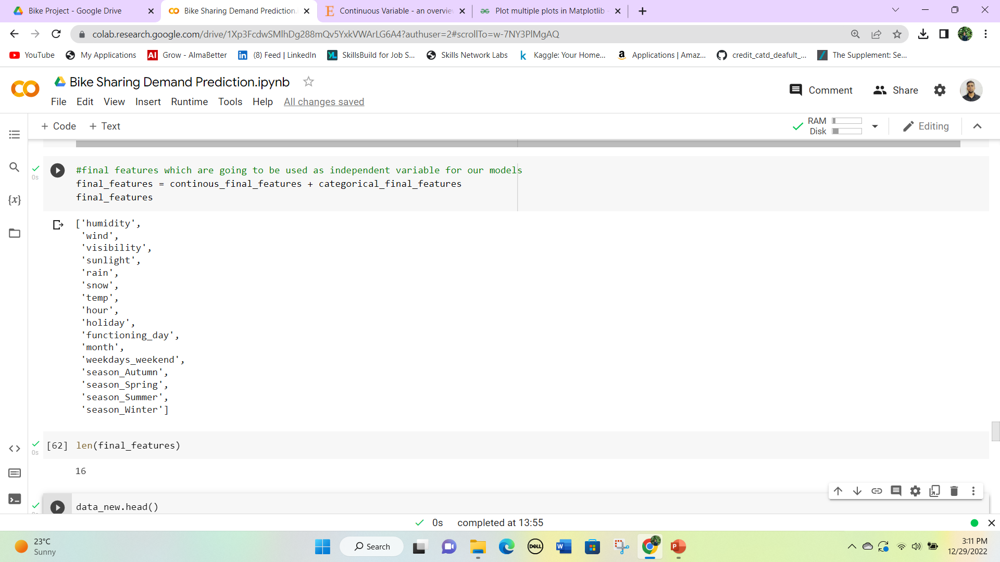 Bike Project - Google Drive
Bike Sharing Demand Prediction.
Continuous Variable - an overvie
Plot multiple plots in Matplotlib -
colab.research.google.com/drive/1Xp3FcdwSMlhDg288mQv5YxkVWArLG6A4?authuser=2#scrollTo=w-7NY3PlMgAQ
YouTube
My Applications
AI Grow - AlmaBetter
(8) Feed | LinkedIn
SkillsBuild for Job S...
Skills Network Labs
Kaggle: Your Home...
Applications | Amaz...
credit_catd_deafult_...
The Supplement: Se...
Bike Sharing Demand Prediction.ipynb
Comment
Share
File Edit View Insert Runtime Tools Help All changes saved
+ Code + Text
RAM
Disk
Editing
0s
#final features which are going to be used as independent variable for our models
final_features = continous_final_features + categorical_final_features
final_features
{x}
['humidity',
'wind',
'visibility',
'sunlight',
'rain',
'snow',
'temp',
'hour',
'holiday',
'functioning_day',
'month',
'weekdays_weekend',
'season_Autumn',
'season_Spring',
'season_Summer',
'season_Winter']
0s
[62] len(final_features)
16
data_new.head()
0s completed at 13:55
23°C
Sunny
Search
DELL
3:11 PM
12/29/2022